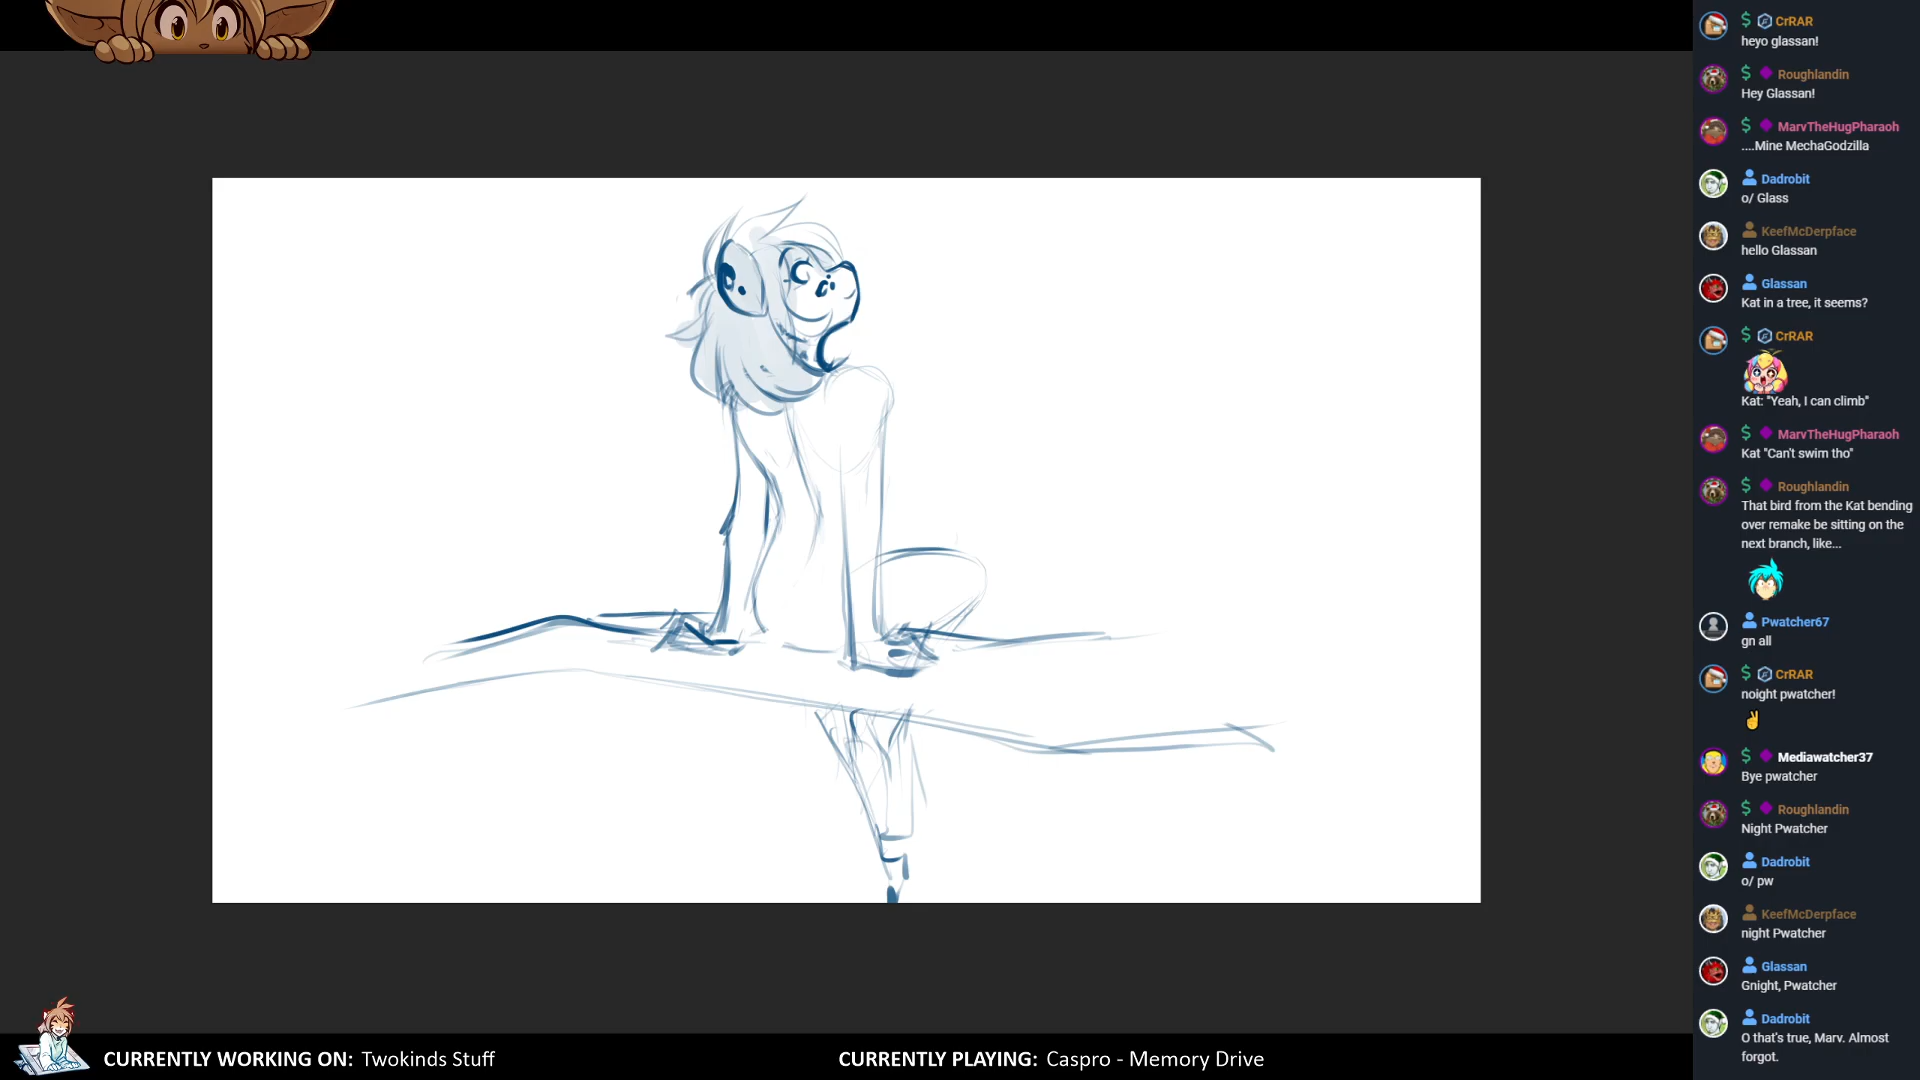 CrRAR
heyo glassan!
Roughlandin
Hey Glassan!
MarvTheHugPharaoh
....Mine MechaGodzilla
Dadrobit
o/ Glass
KeefMcDerpface
hello Glassan
Glassan
Kat in a tree, it seems?
CrRAR
Kat: "Yeah, I can climb"
MarvTheHugPharaoh
Kat "Can't swim tho"
Roughlandin
That bird from the Kat bending
over remake be sitting on the
next branch, like...
Pwatcher67
gn all
CrRAR
noight pwatcher!
Mediawatcher37
Bye pwatcher
Roughlandin
Night Pwatcher
Dadrobit
o/ pw
KeefMcDerpface
night Pwatcher
Glassan
Gnight, Pwatcher
Dadrobit
O that's true, Marv. Almost
forgot.
CURRENTLY WORKING ON: Twokinds Stuff
CURRENTLY PLAYING: Caspro - Memory Drive